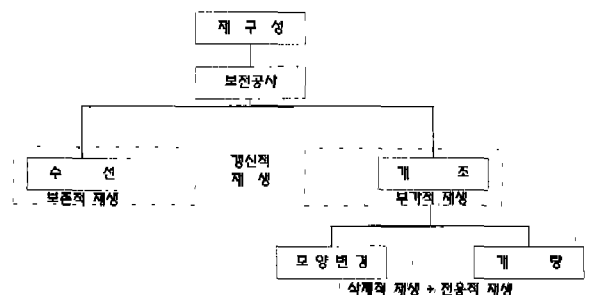 재 구 성
보전공사
갱신적
재 생
수 선
개 조
보존적 재생
부가적 재생
모 양 변 경
개 량
삭제적 재생 + 전용적 재생